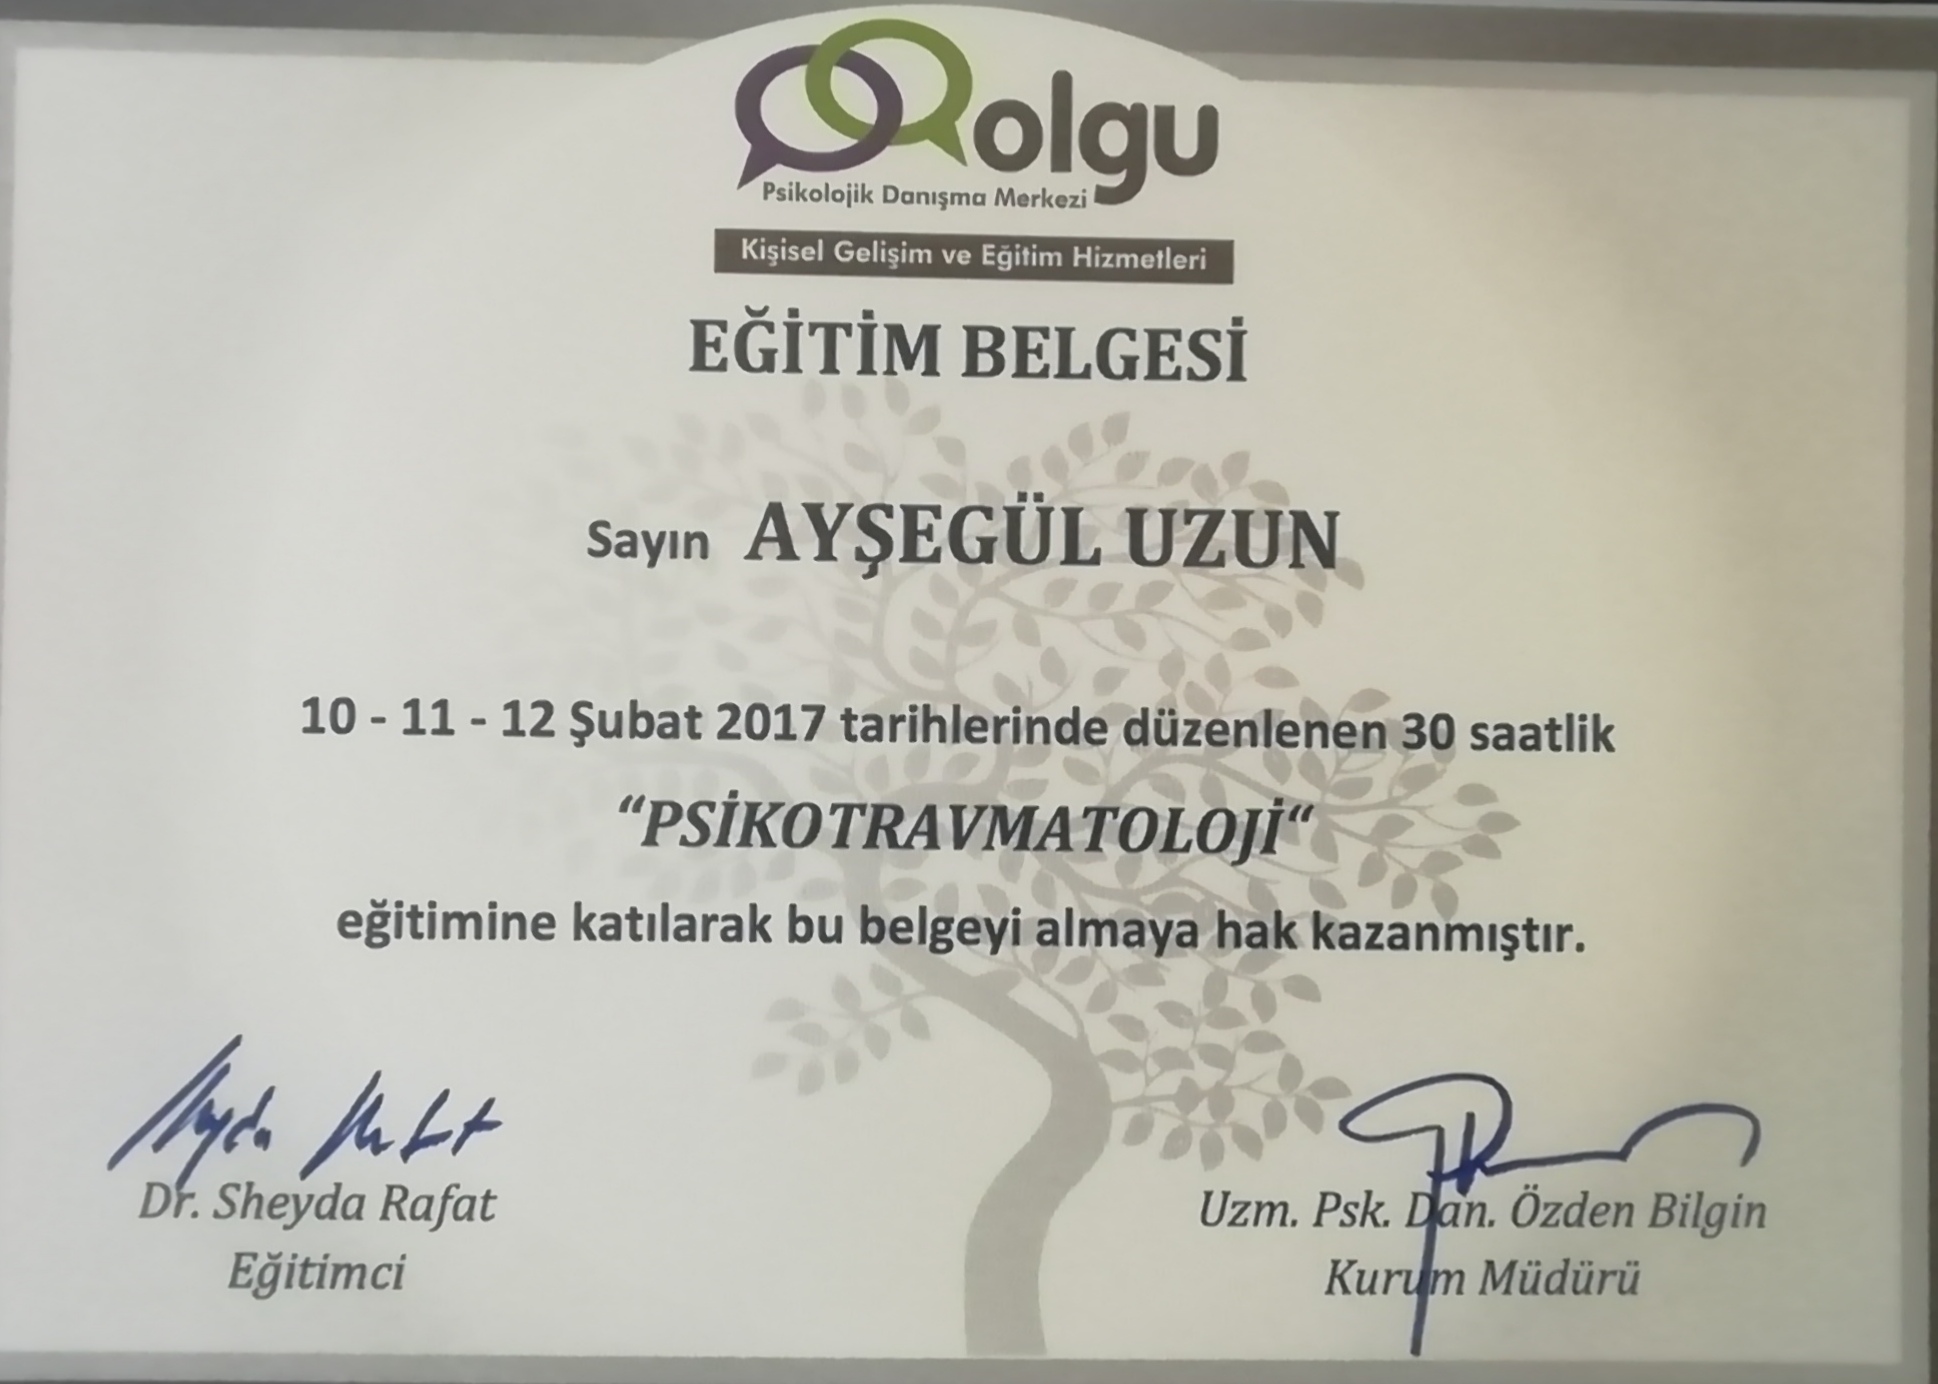 olgu
Psikolojik Danışma Merkezi
Kişisel Gelişim ve Eğitim Hizmetleri
EĞİTİM BELGESİ
Sayın AYŞEGÜL UZUN
10 - 11 - 12 Şubat 2017 tarihlerinde düzenlenen 30 saatlik
“PSİKOTRAVMATOLOJİ“
eğitimine katılarak bu belgeyi almaya hak kazanmıştır.
Dr. Sheyda Rafat
Eğitimci
Uzm. Psk. Dan. Özden Bilgin
Kurum Müdürü